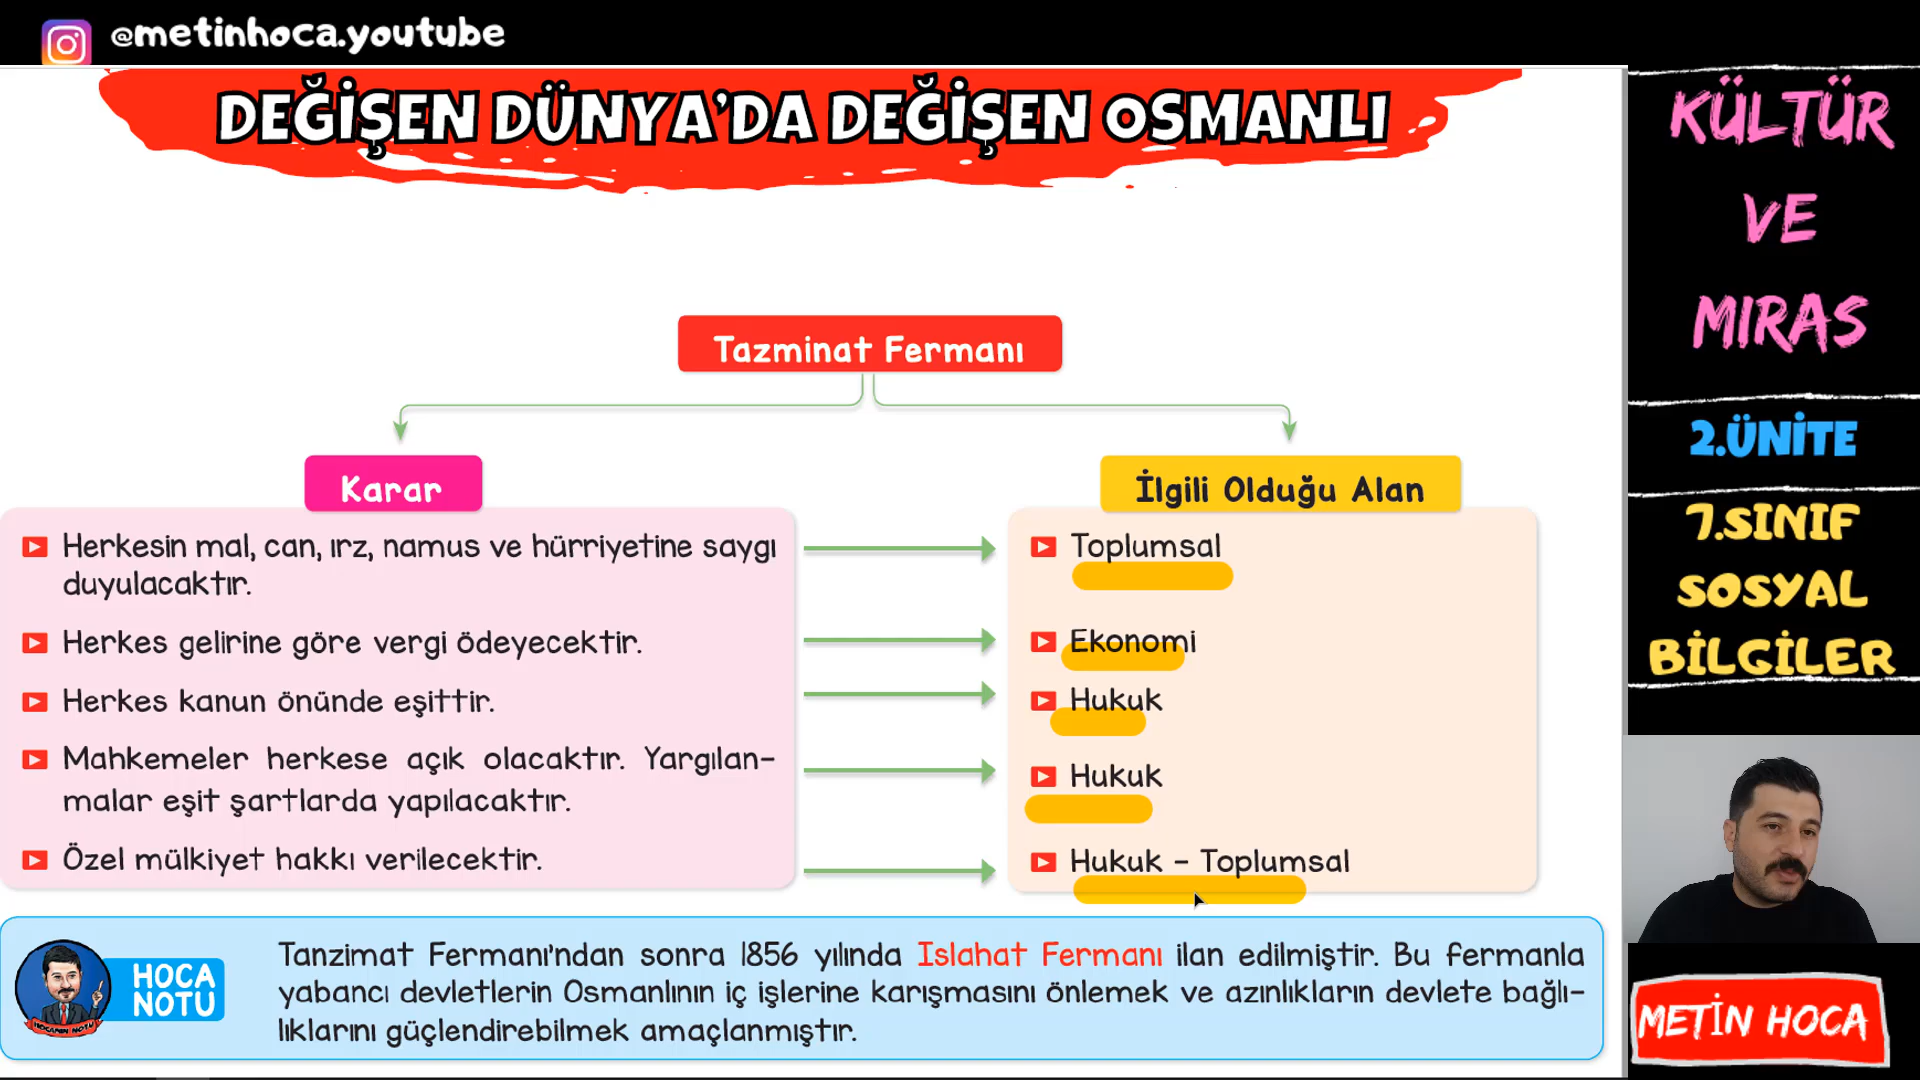 @metinhoca.youtube
DEĞİŞEN DÜNYA'DA DEĞİŞEN OSMANLI
Tazminat Fermanı
Karar
Herkesin mal, can, ırz, namus ve hürriyetine saygı
duyulacaktır.
Herkes gelirine göre vergi ödeyecektir.
Herkes kanun önünde eşittir.
Mahkemeler herkese açık olacaktır. Yargılan-
malar eşit şartlarda yapılacaktır.
Özel mülkiyet hakkı verilecektir.
İlgili Olduğu Alan
Toplumsal
Ekonomi
Hukuk
Hukuk
Hukuk - Toplumsal
HOCA
NOTU
HOCANIN NOTU
Tanzimat Fermanı'ndan sonra 1856 yılında Islahat Fermanı ilan edilmiştir. Bu fermanla
yabancı devletlerin Osmanlının iç işlerine karışmasını önlemek ve azınlıkların devlete bağlı-
lıklarını güçlendirebilmek amaçlanmıştır.
KÜLTÜR
VE
MIRAS
2.ÜNİTE
7.SINIF
SOSYAL
BİLGİLER
METİN HOCA